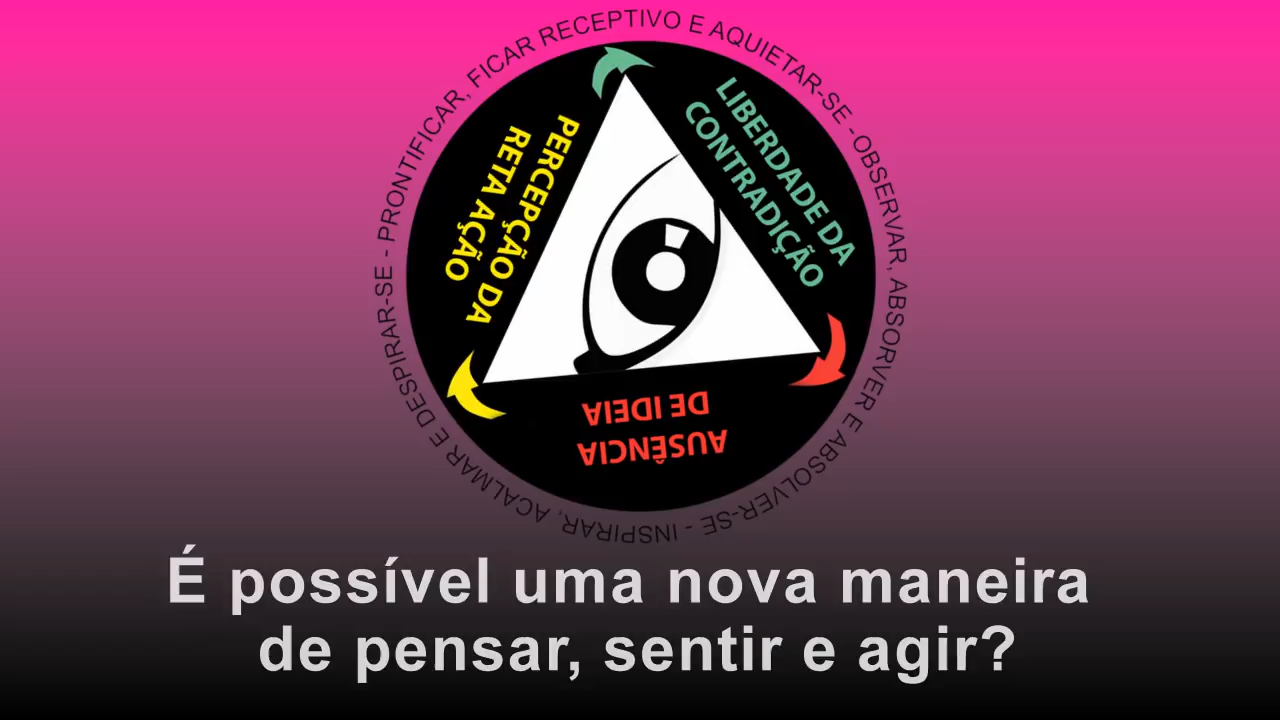 PRONTIFICAR, FICAR RECEPTIVO E AQUIETAR-SE - OBSERVAR, ABSORVER E ABSOLVER-SE - INSPIRAR, ACALMAR E DESPIRAR-SE -
PERCEPÇÃO DA
RETA AÇÃO
LIBERDADE DA
CONTRADIÇÃO
AUSÊNCIA
DE IDEIA
É possível uma nova maneira
de pensar, sentir e agir?